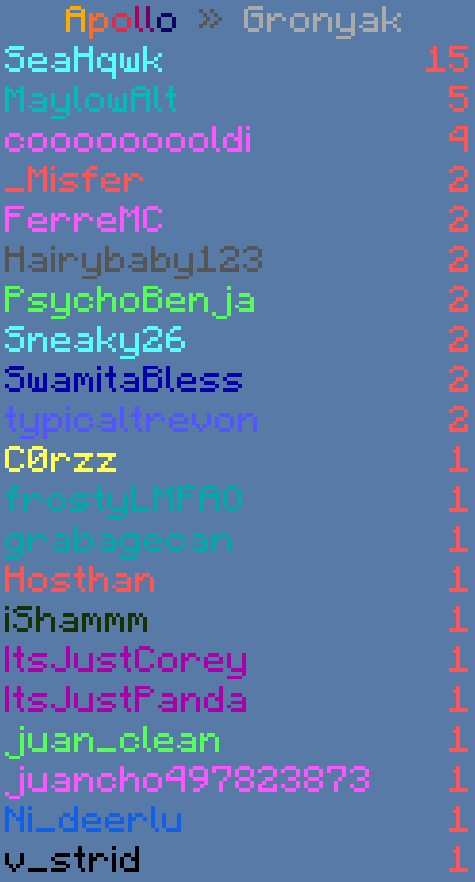 Apollo » Gronyak
SeaHqwk 15
MaylowAlt 5
cooooooooldi 4
_Misfer 2
FerreMC 2
Hairybaby123 2
PsychoBenja 2
Sneaky26 2
SwamitaBless 2
typicaltrevon 2
C0rzz 1
frostyLMFAO 1
grabagecan 1
Hosthan 1
iShammm 1
ItsJustCorey 1
ItsJustPanda 1
juan_clean 1
juancho497823873 1
Ni_deerlu 1
v_strid 1